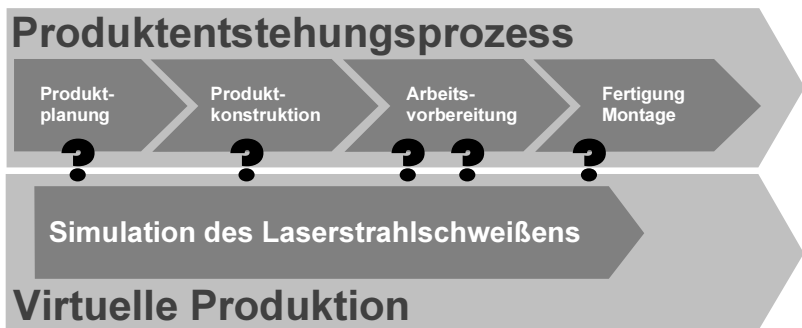 Produktentstehungsprozess
Produkt-
planung
Produkt-
konstruktion
Arbeits-
vorbereitung
Fertigung
Montage
? ? ? ? ?
Simulation des Laserstrahlschweißens
Virtuelle Produktion